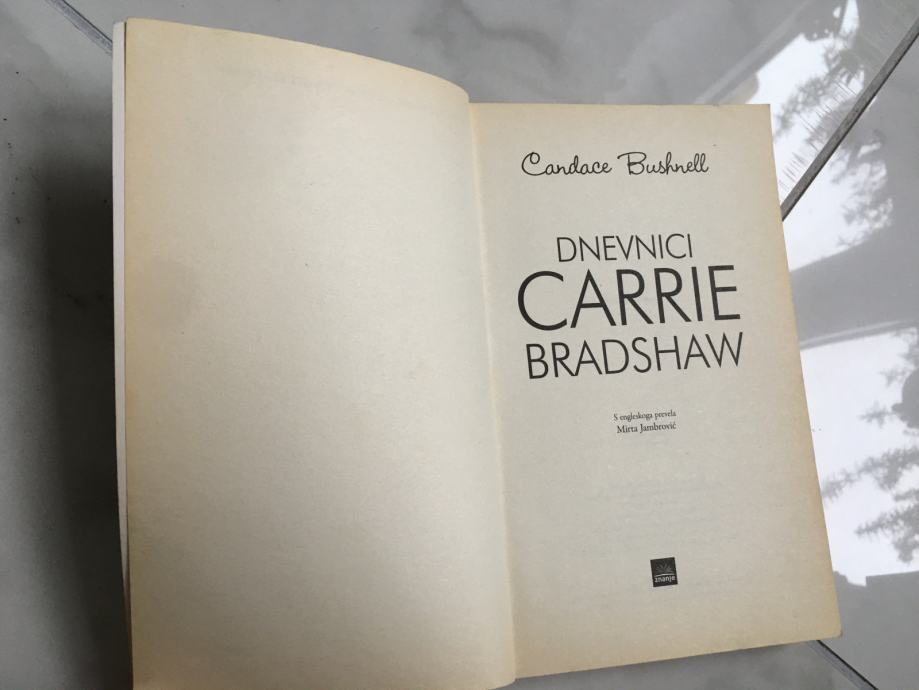 Candace Bushnell
DNEVNICI
CARRIE
BRADSHAW
S engleskoga prevela
Mirta Jambrović
znanje